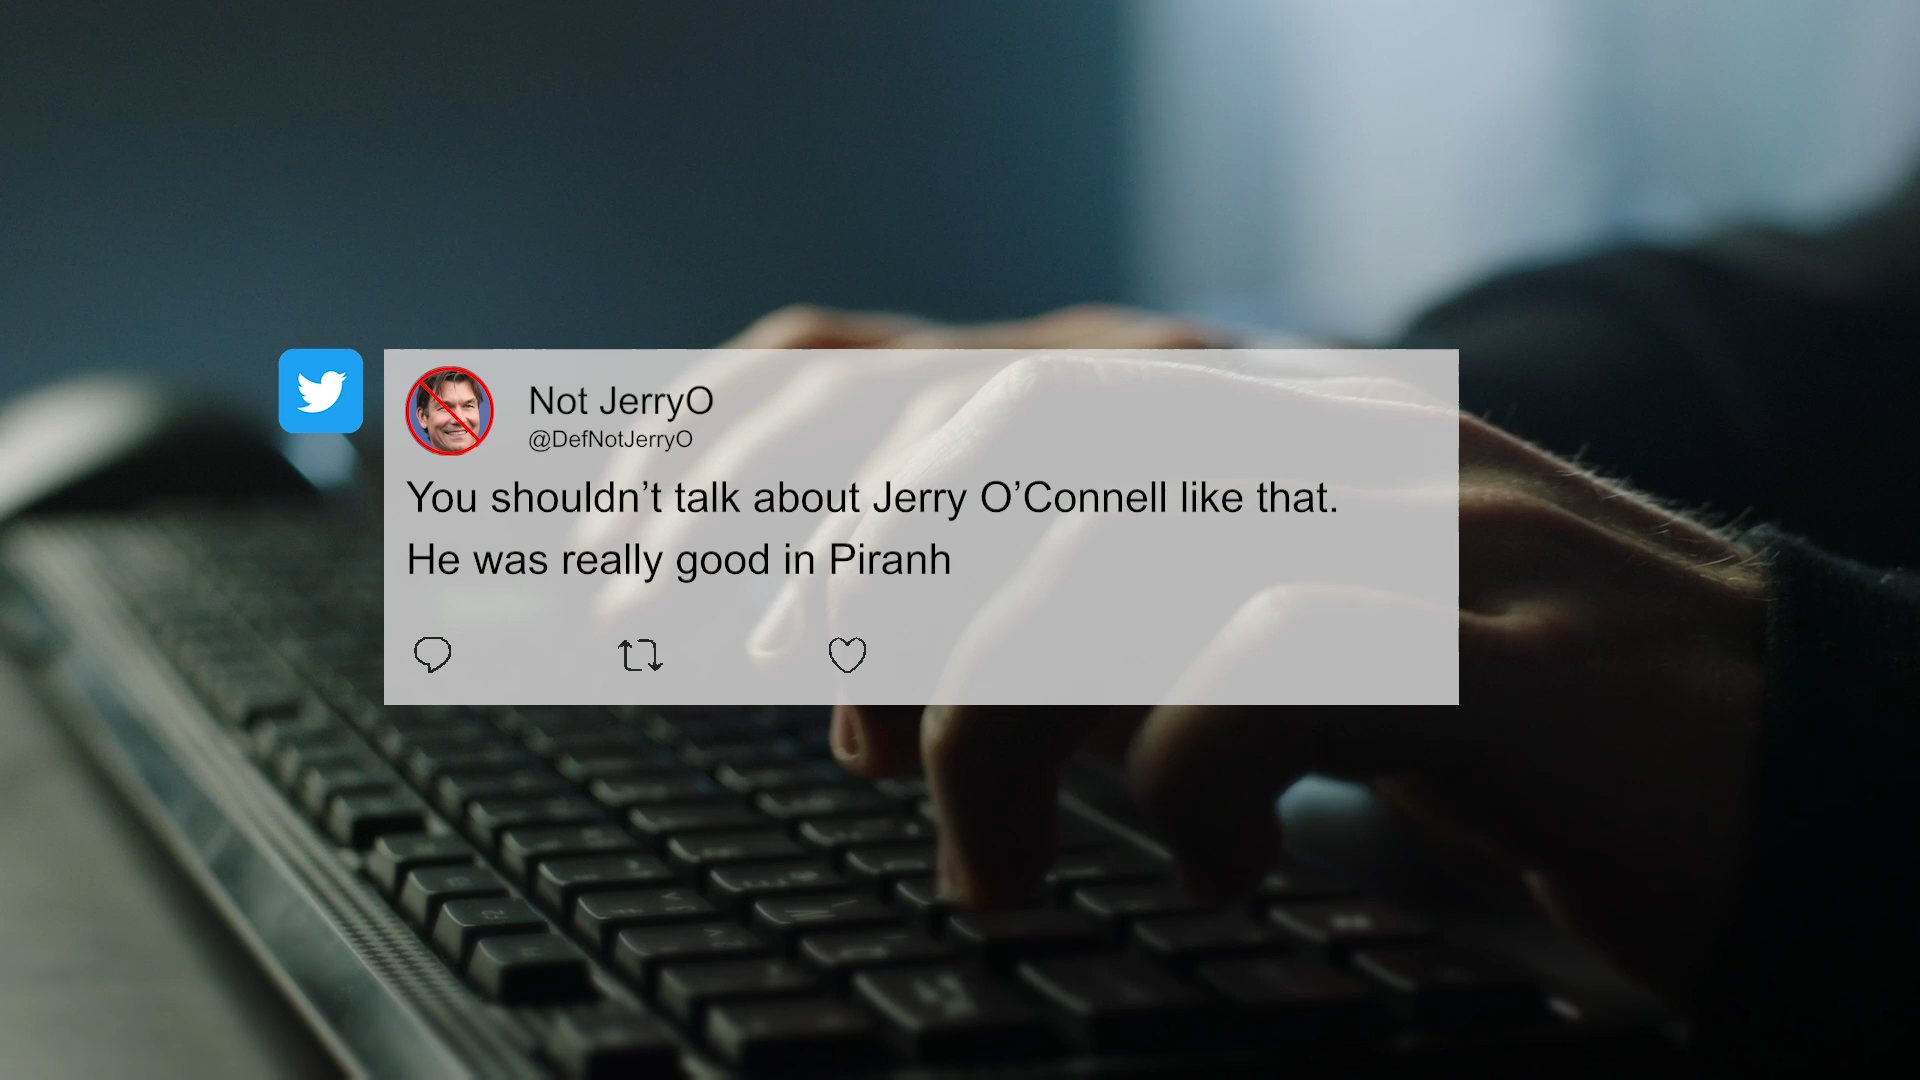 Not JerryO
@DefNotJerryO
You shouldn’t talk about Jerry O’Connell like that.
He was really good in Piranh